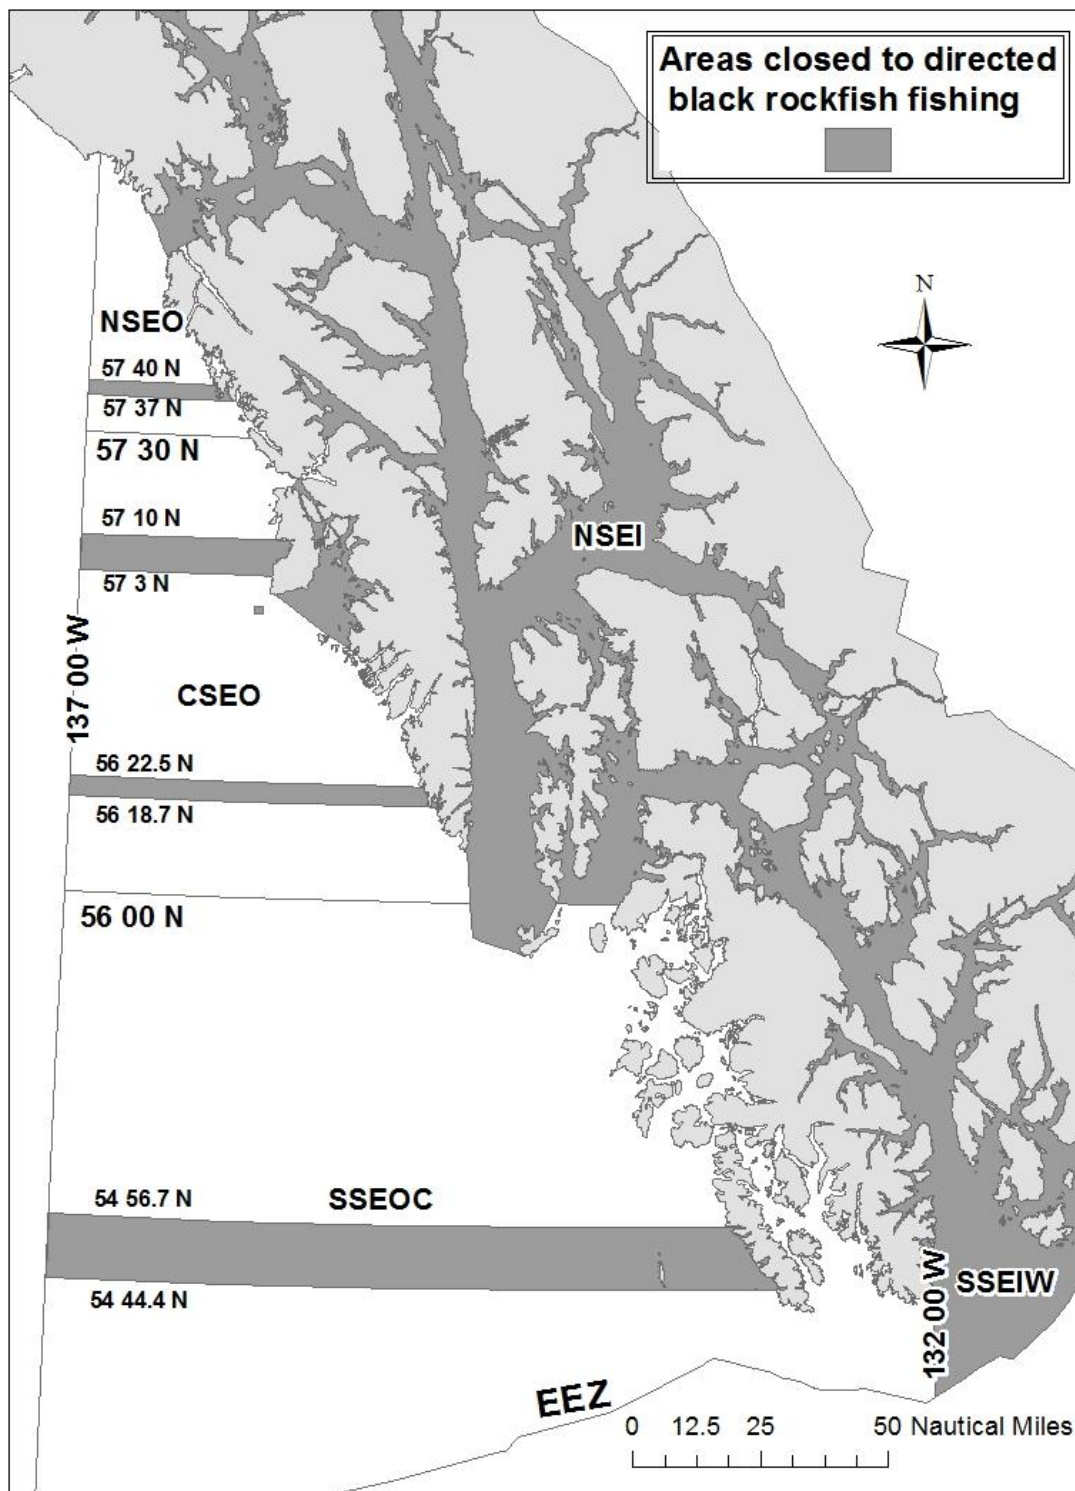 Areas closed to directed
black rockfish fishing
N
NSEO
57 40 N
57 37 N
57 30 N
57 10 N
NSEI
57 3 N
137 00 W
CSEO
56 22.5 N
56 18.7 N
56 00 N
54 56.7 N
SSEOC
54 44.4 N
132 00 W
SSEIW
EEZ
0 12.5 25 50 Nautical Miles